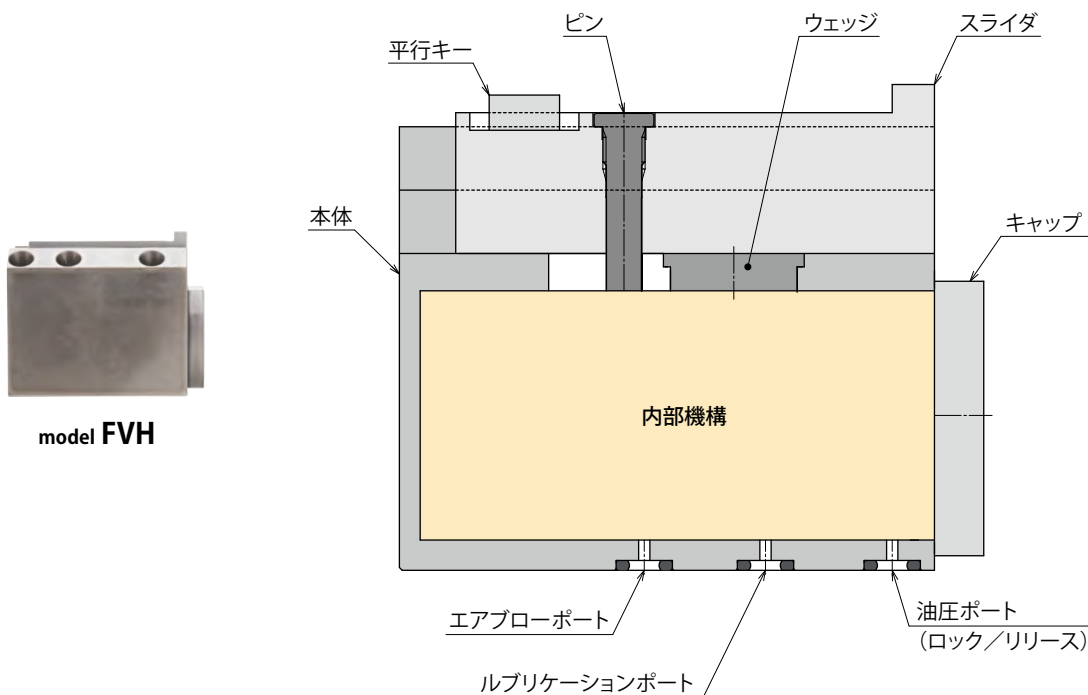 ピン
ウェッジ
スライダ
平行キー
本体
キャップ
内部機構
model FVH
エアブローポート
油圧ポート
（ロック／リリース）
ルブリケーションポート